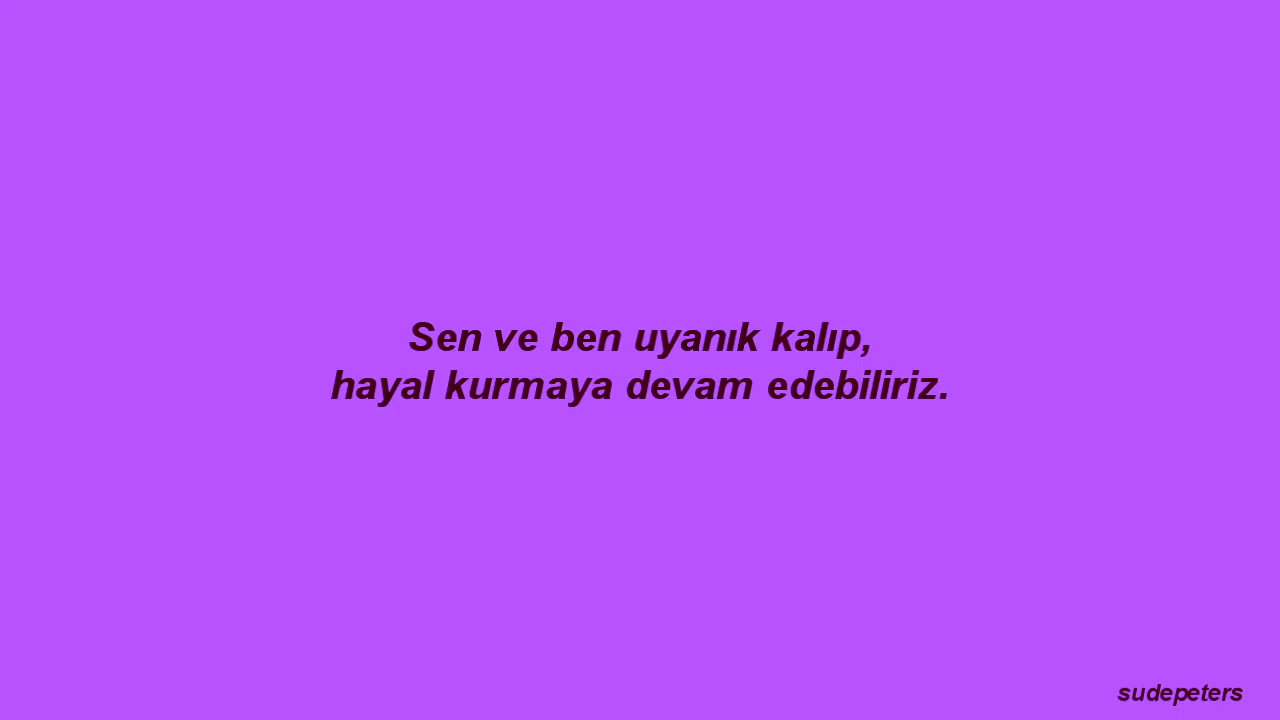 Sen ve ben uyanık kalıp,
hayal kurmaya devam edebiliriz.
sudepeters